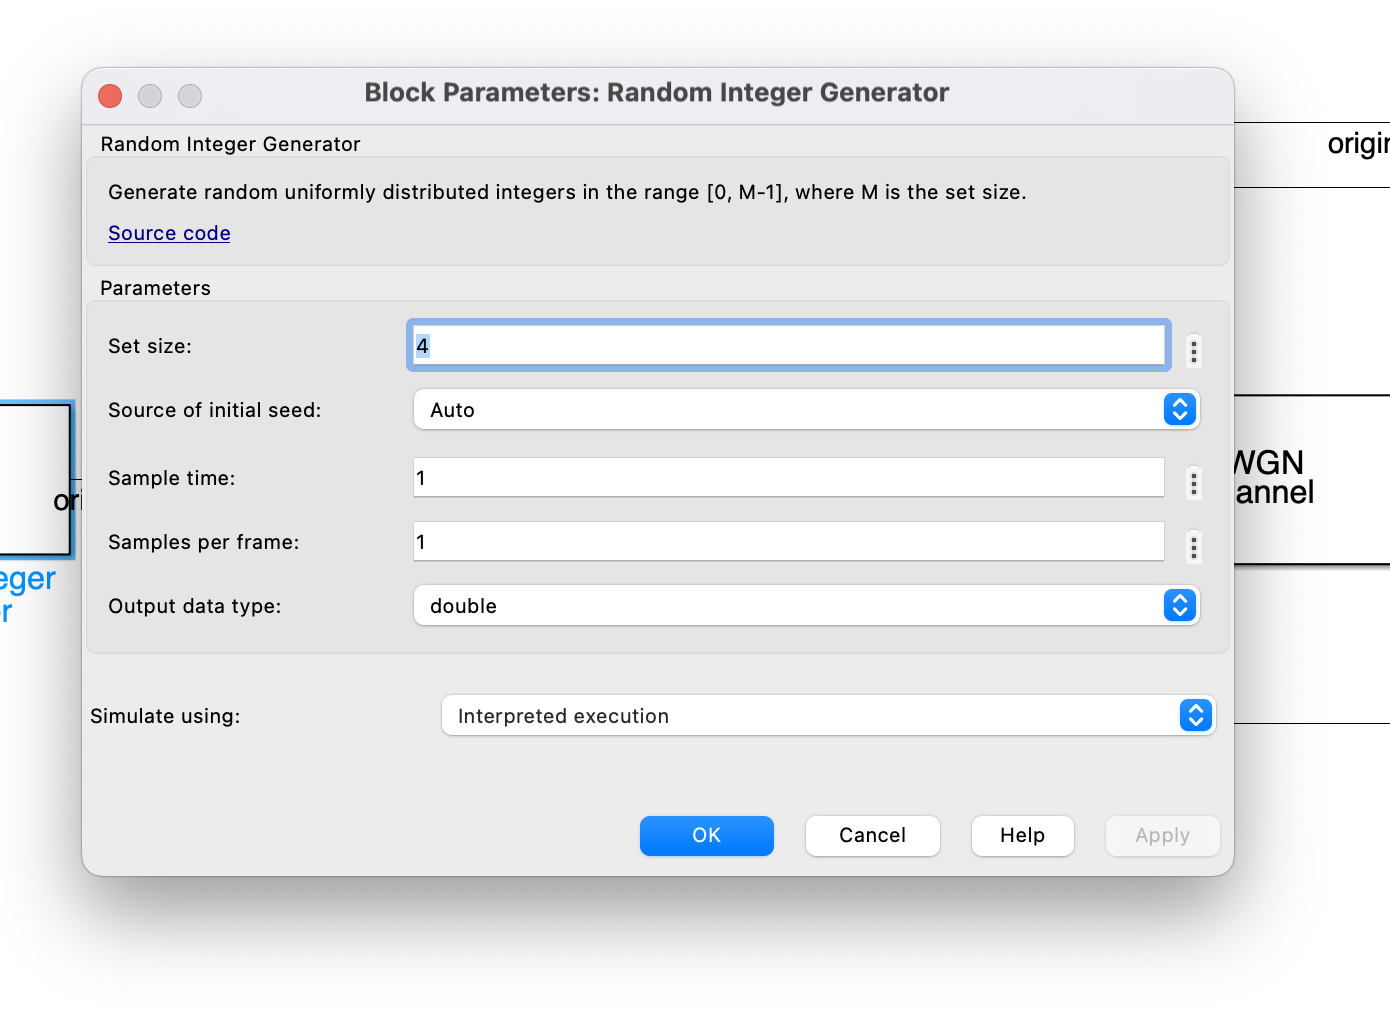 Block Parameters: Random Integer Generator
Random Integer Generator
Generate random uniformly distributed integers in the range [0, M-1], where M is the set size.
Source code
Parameters
Set size:
4
Source of initial seed:
Auto
Sample time:
1
Samples per frame:
1
Output data type:
double
Simulate using:
Interpreted execution
OK
Cancel
Help
Apply
origin
ori
eger
or
WGN
annel